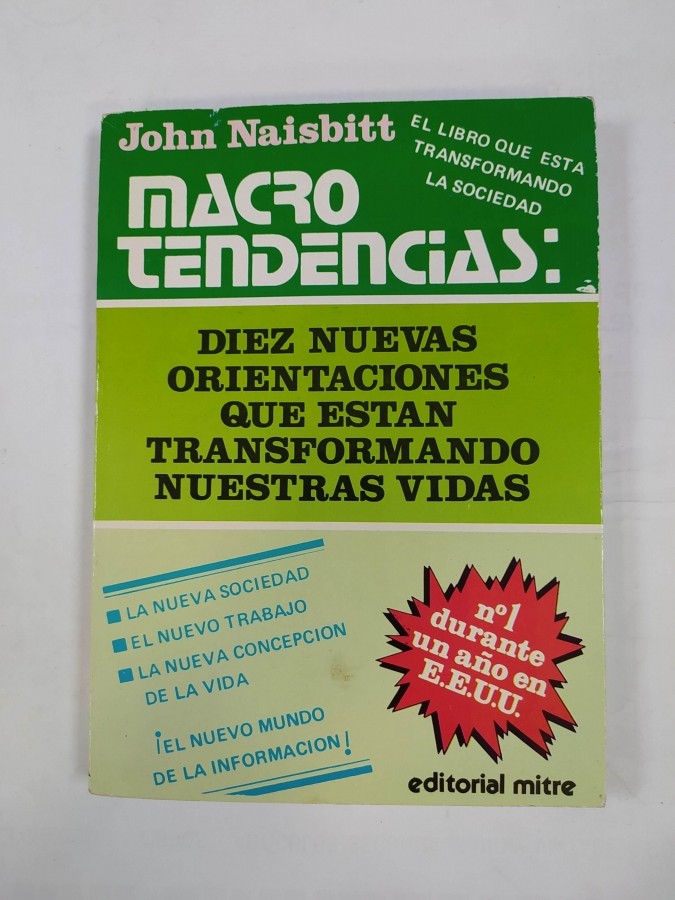 John Naisbitt
EL LIBRO QUE ESTA
TRANSFORMANDO
LA SOCIEDAD
MACRO
TENDENCIAS:
DIEZ NUEVAS
ORIENTACIONES
QUE ESTAN
TRANSFORMANDO
NUESTRAS VIDAS
■ LA NUEVA SOCIEDAD
■ EL NUEVO TRABAJO
■ LA NUEVA CONCEPCION
DE LA VIDA
¡EL NUEVO MUNDO
DE LA INFORMACION!
nº1
durante
un año en
E.E.U.U.
editorial mitre